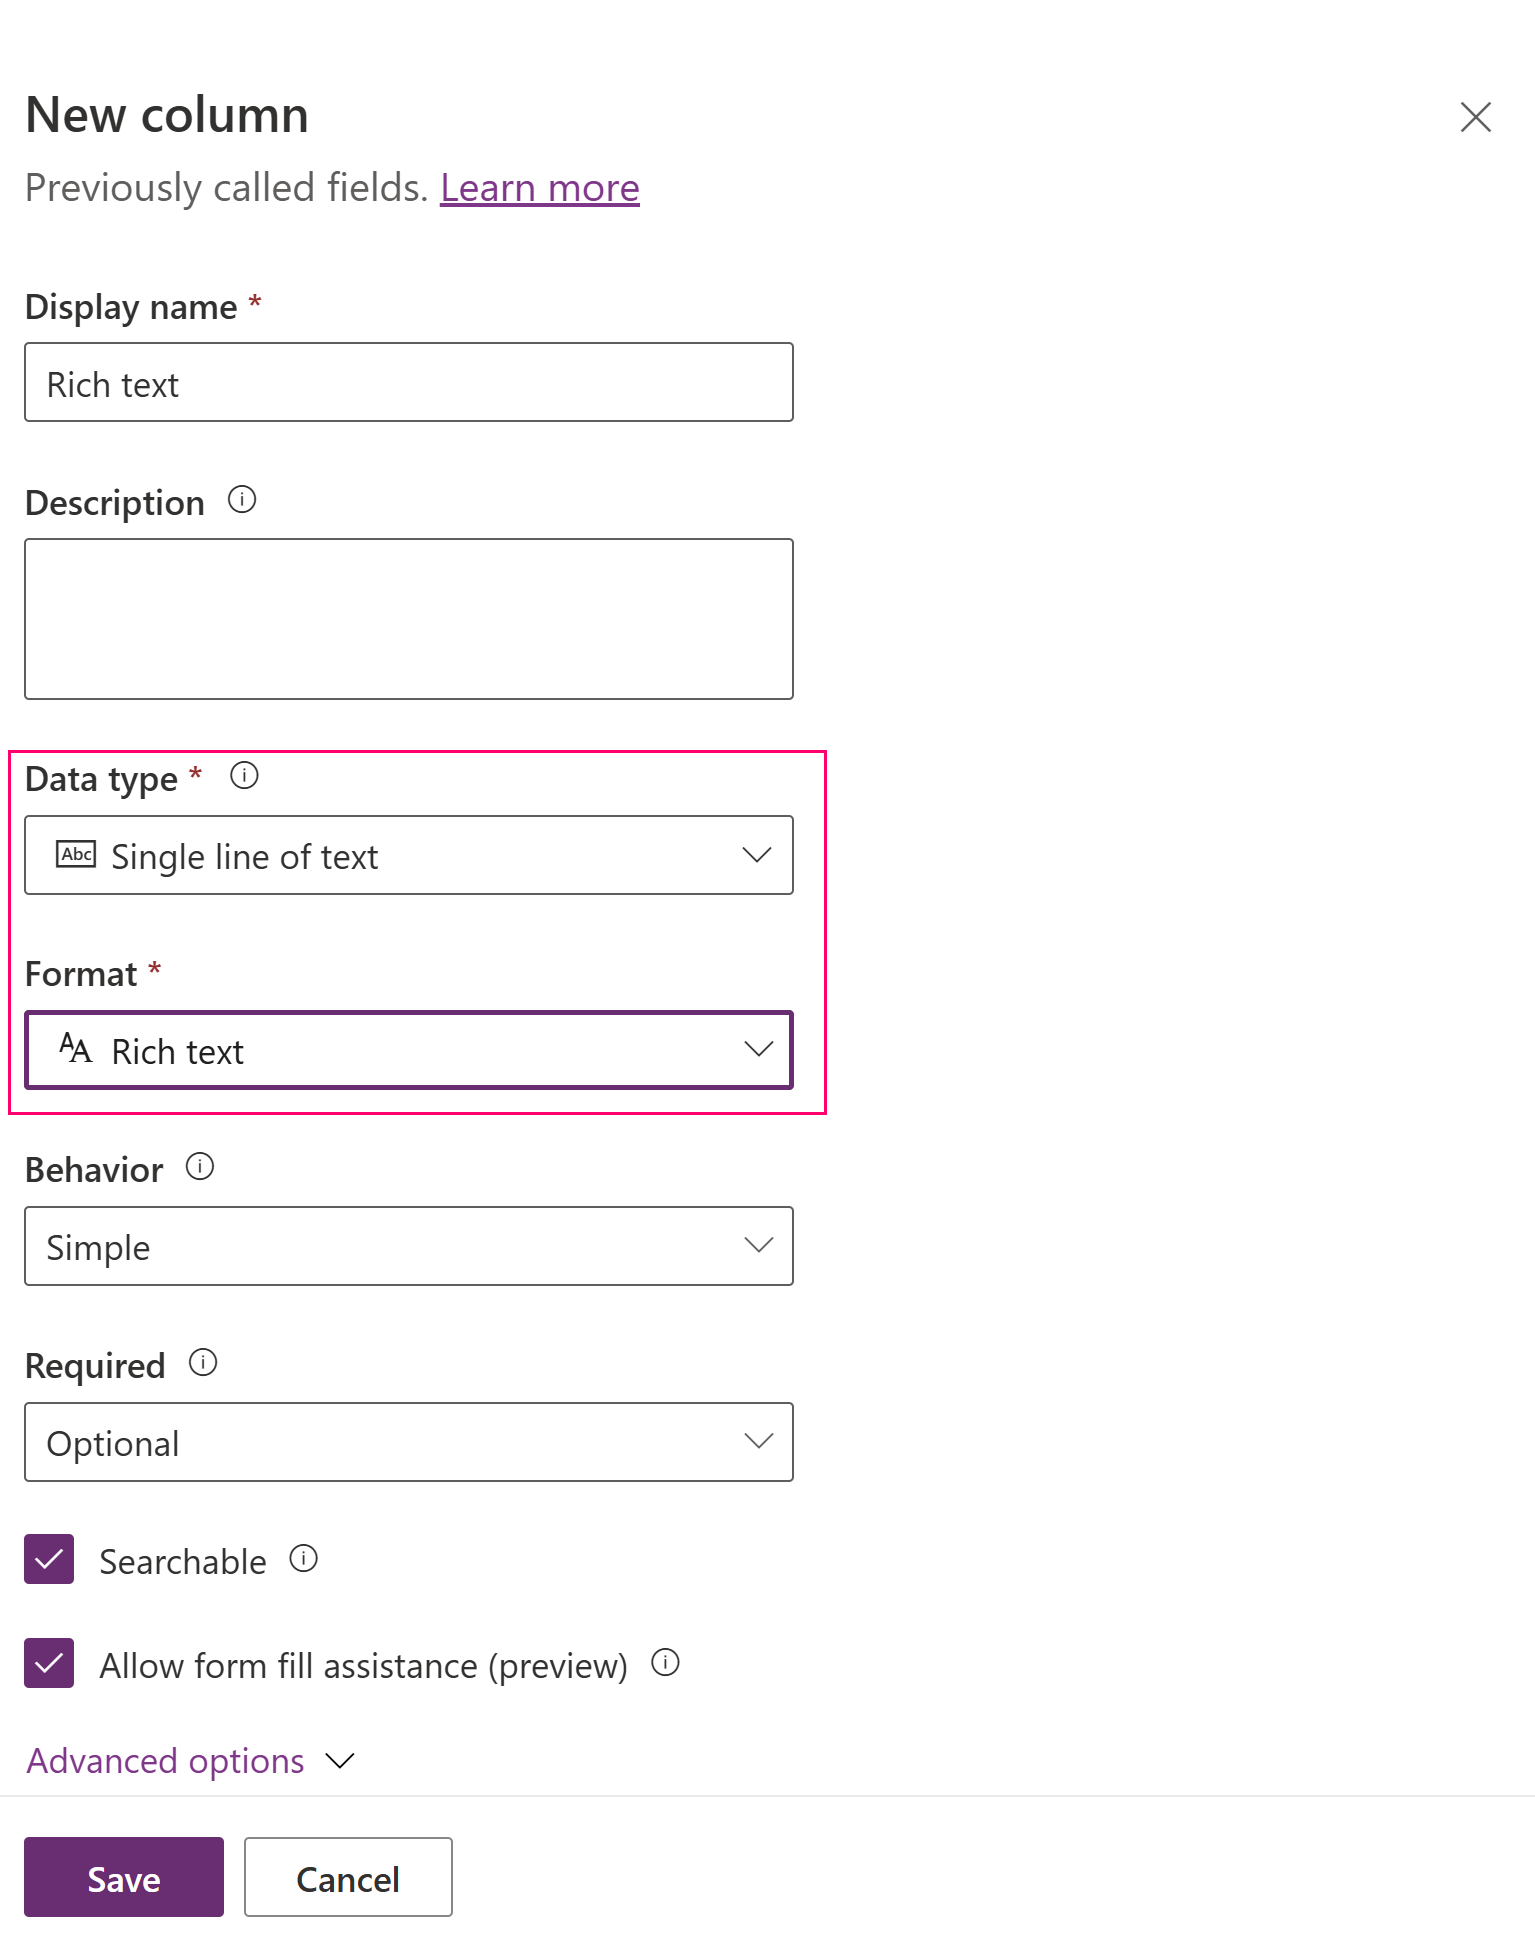 New column
Previously called fields. Learn more
Display name *
Rich text
Description
Data type *
Abc Single line of text
Format *
Rich text
Behavior
Simple
Required
Optional
Searchable
Allow form fill assistance (preview)
Advanced options
Save Cancel